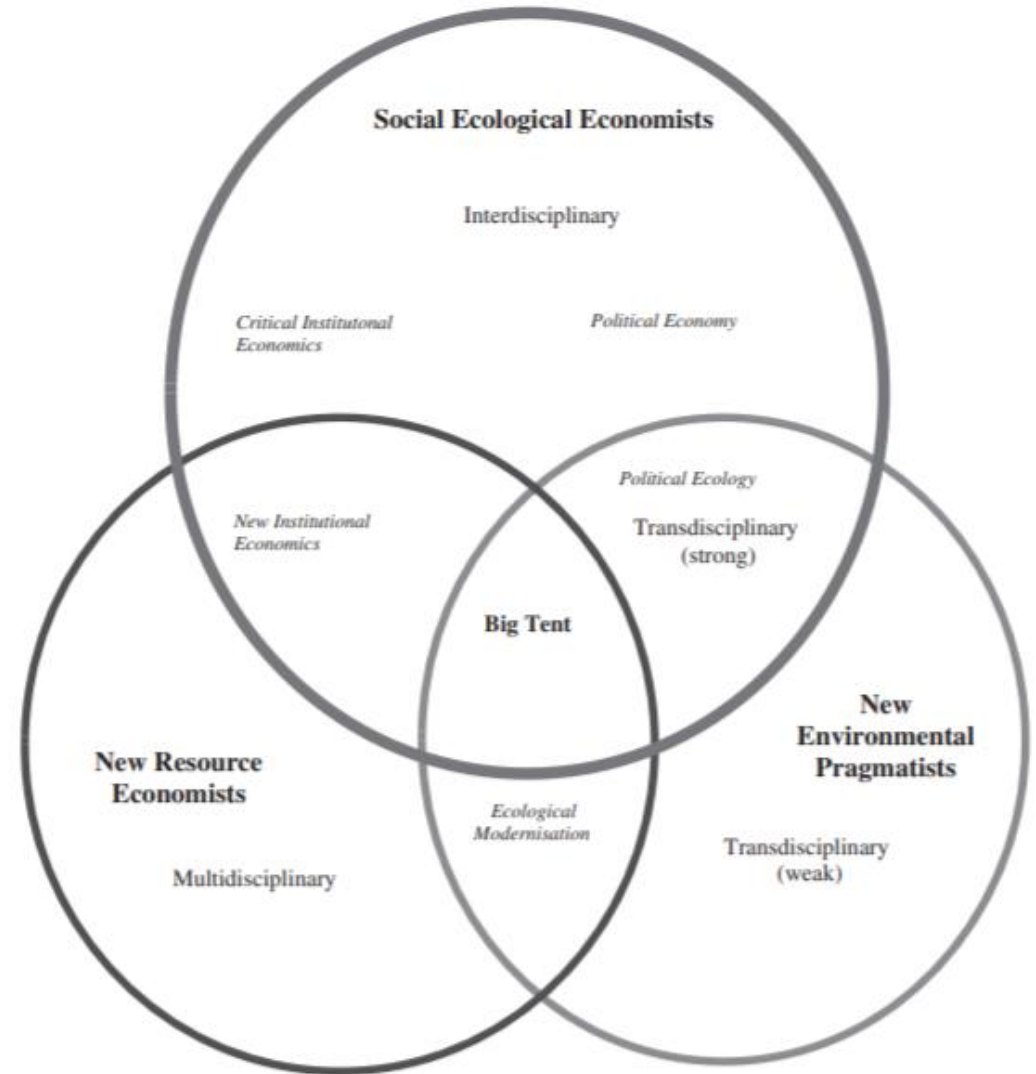 Social Ecological Economists
Interdisciplinary
Critical Institutonal
Economics
Political Economy
Political Ecology
New Institutional
Economics
Transdisciplinary
(strong)
Big Tent
New
Environmental
Pragmatists
New Resource
Economists
Ecological
Modernisation
Transdisciplinary
(weak)
Multidisciplinary